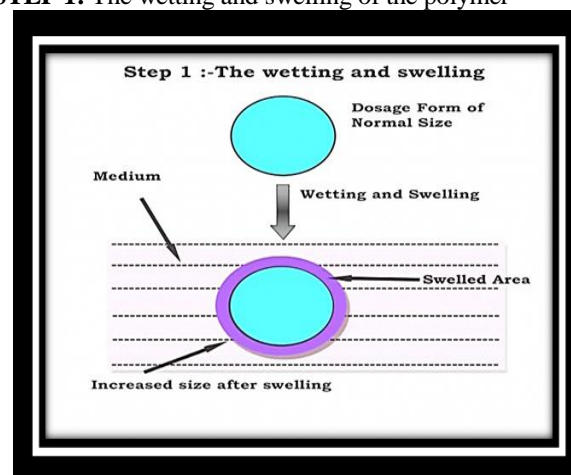 STEP 1: The wetting and swelling of the polymer
Step 1 :-The wetting and swelling
Dosage Form of
Normal Size
Medium
Wetting and Swelling
Swelled Area
Increased size after swelling